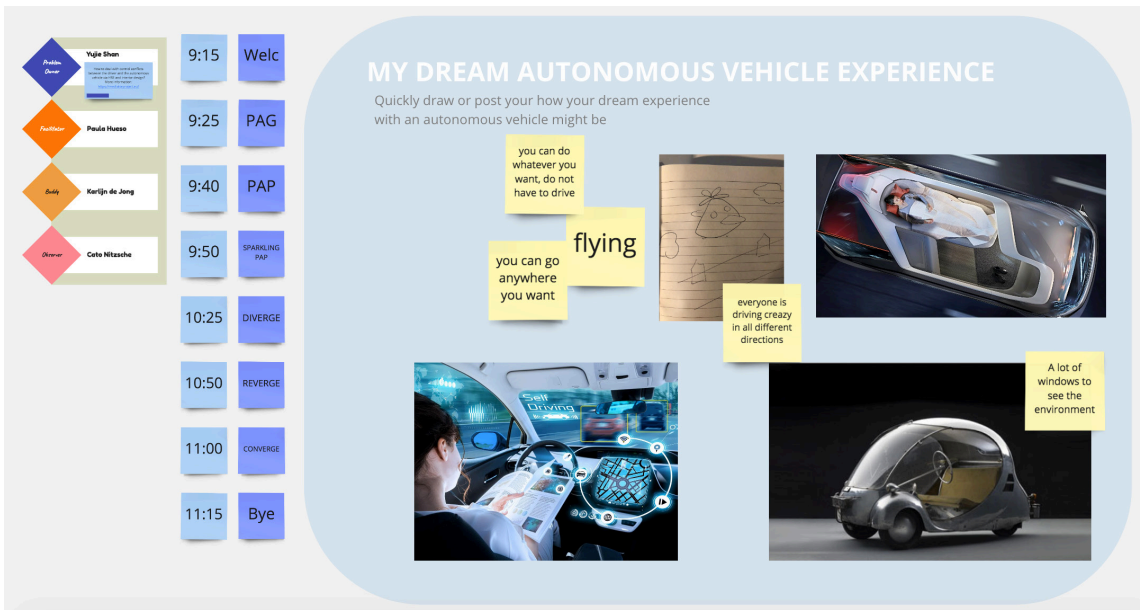 Problem
Owner
Yujie Shan
Facilitator
Paula Hueso
Buddy
Karlijn de Jong
Observer
Cato Nitzsche
9:15
Welc
9:25
PAG
9:40
PAP
9:50
SPARKLING
PAP
10:25
DIVERGE
10:50
REVERGE
11:00
CONVERGE
11:15
Bye
MY DREAM AUTONOMOUS VEHICLE EXPERIENCE
Quickly draw or post your how your dream experience
with an autonomous vehicle might be
you can do
whatever you
want, do not
have to drive
flying
you can go
anywhere
you want
everyone is
driving creazy
in all different
directions
Self
Driving
A lot of
windows to
see the
environment